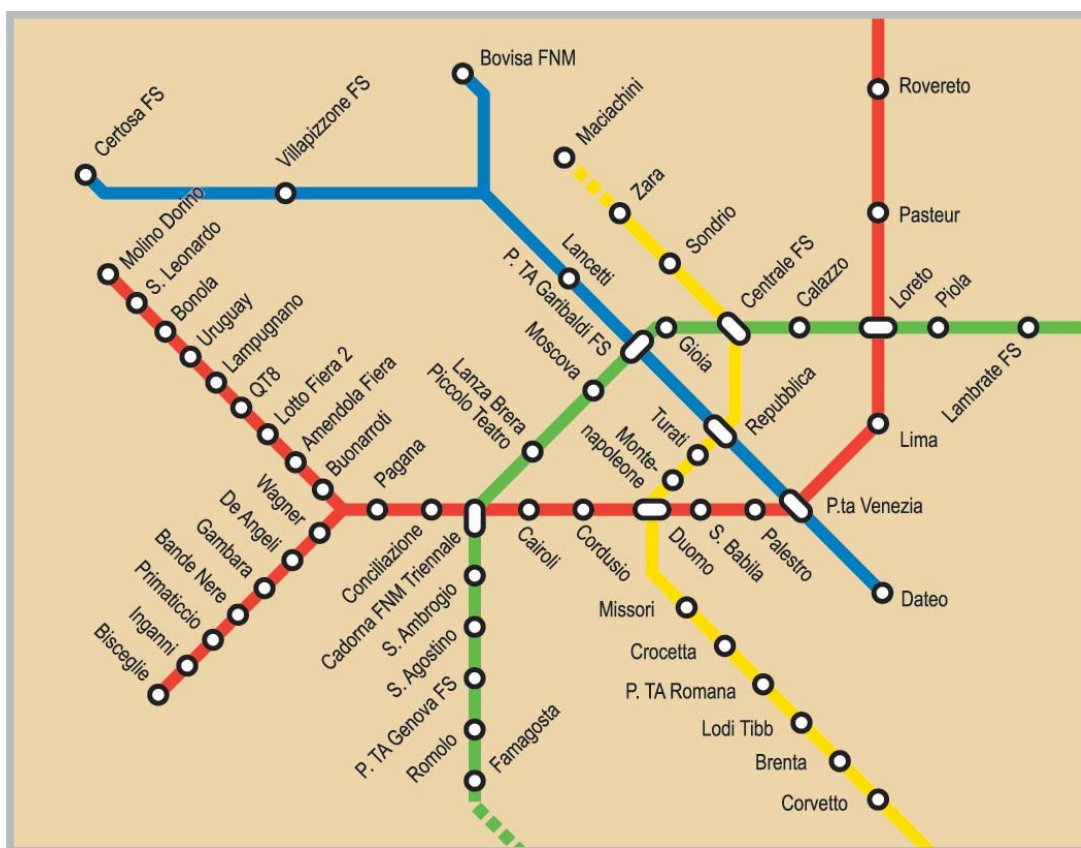 Bovisa FNM
Certosa FS
Villapizzone FS
Maciachini
Rovereto
Zara
Pasteur
Molino Dorino
S. Leonardo
Bonola
Uruguay
Lampugnano
QT8
Lotto Fiera 2
Amendola Fiera
Buonarroti
Lancetti
P. TA Garibaldi FS
Sondrio
Centrale FS
Calazzo
Loreto
Piola
Lambrate FS
Moscova
Gioia
Lanza Brera
Piccolo Teatro
Turati
Monte-
napoleone
Repubblica
Lima
Pagana
Wagner
De Angeli
Gambara
Bande Nere
Primaticcio
Inganni
Bisceglie
Conciliazione
Cadorna FNM Triennale
Cairoli
Cordusio
Duomo
S. Babila
Palestro
P.ta Venezia
Dateo
S. Ambrogio
S. Agostino
P. TA Genova FS
Romolo
Famagosta
Missori
Crocetta
P. TA Romana
Lodi Tibb
Brenta
Corvetto